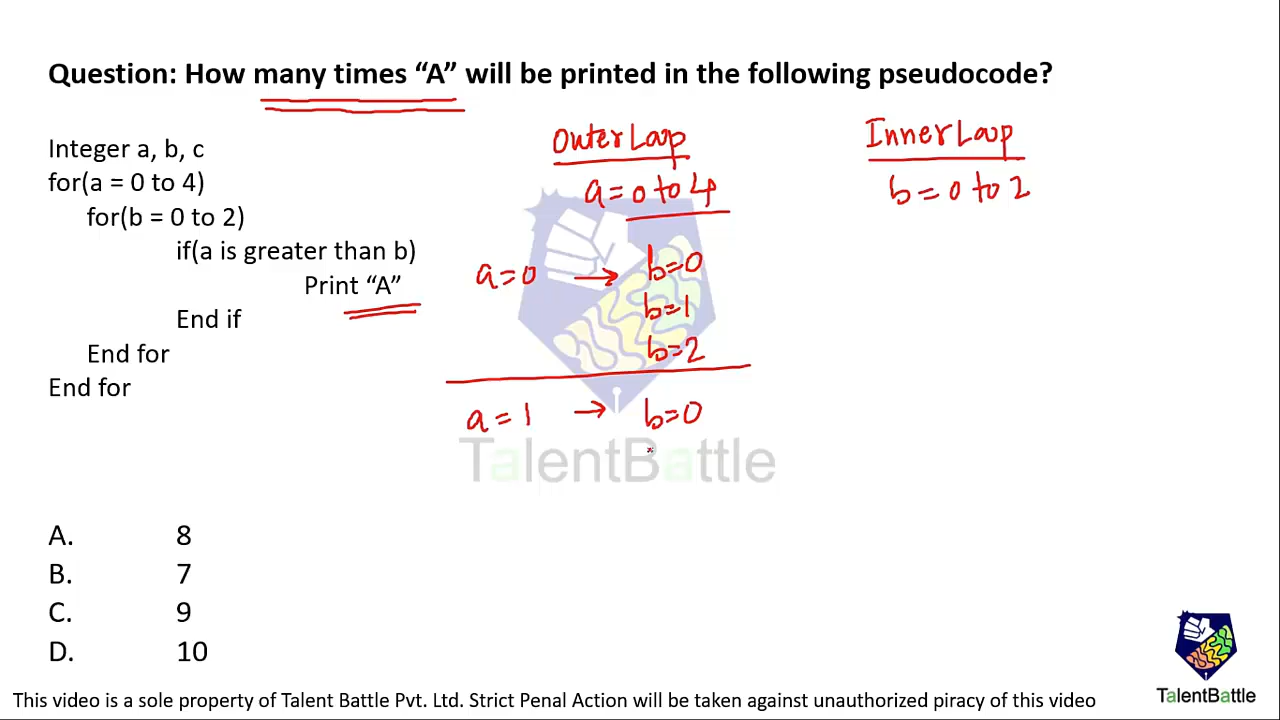 Question: How many times “A” will be printed in the following pseudocode?
Integer a, b, c
for(a = 0 to 4)
for(b = 0 to 2)
if(a is greater than b)
Print “A”
End if
End for
End for
Outer Loop
a = 0 to 4
a = 0 → b = 0
b = 1
b = 2
a = 1 → b = 0
Inner Loop
b = 0 to 2
TalentBattle
A. 8
B. 7
C. 9
D. 10
TalentBattle
This video is a sole property of Talent Battle Pvt. Ltd. Strict Penal Action will be taken against unauthorized piracy of this video